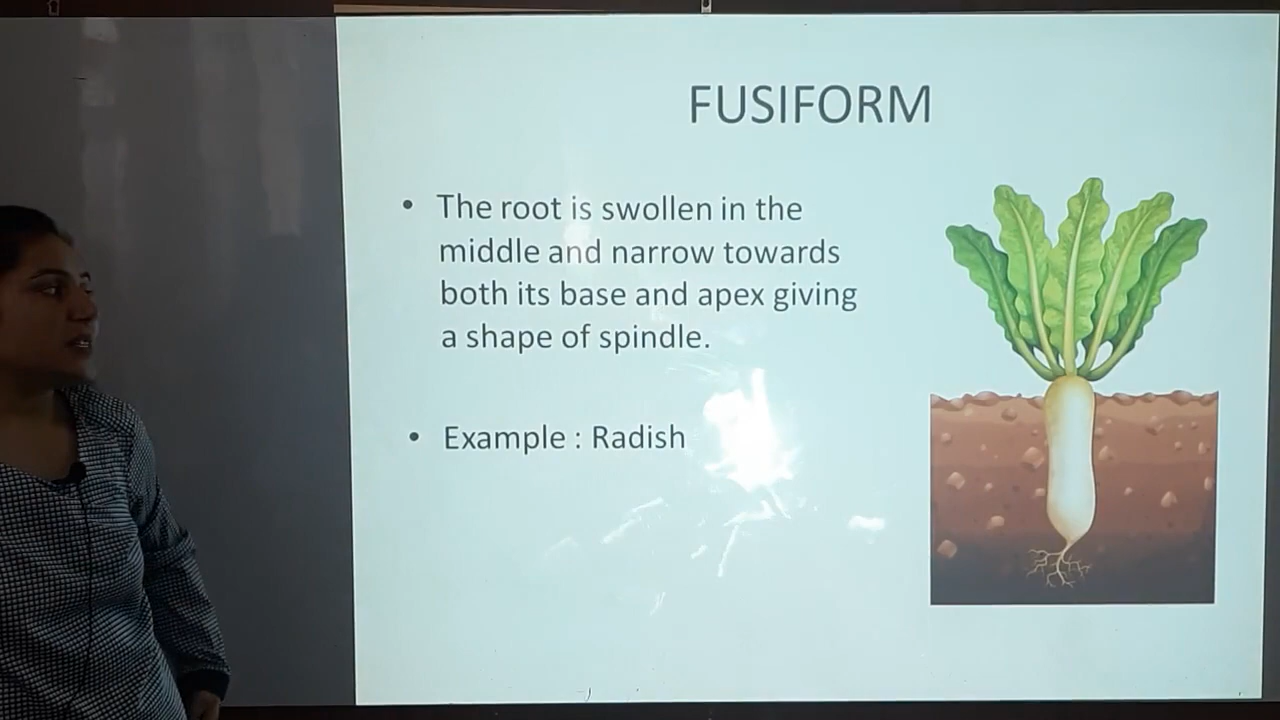 FUSIFORM
• The root is swollen in the
middle and narrow towards
both its base and apex giving
a shape of spindle.
• Example : Radish